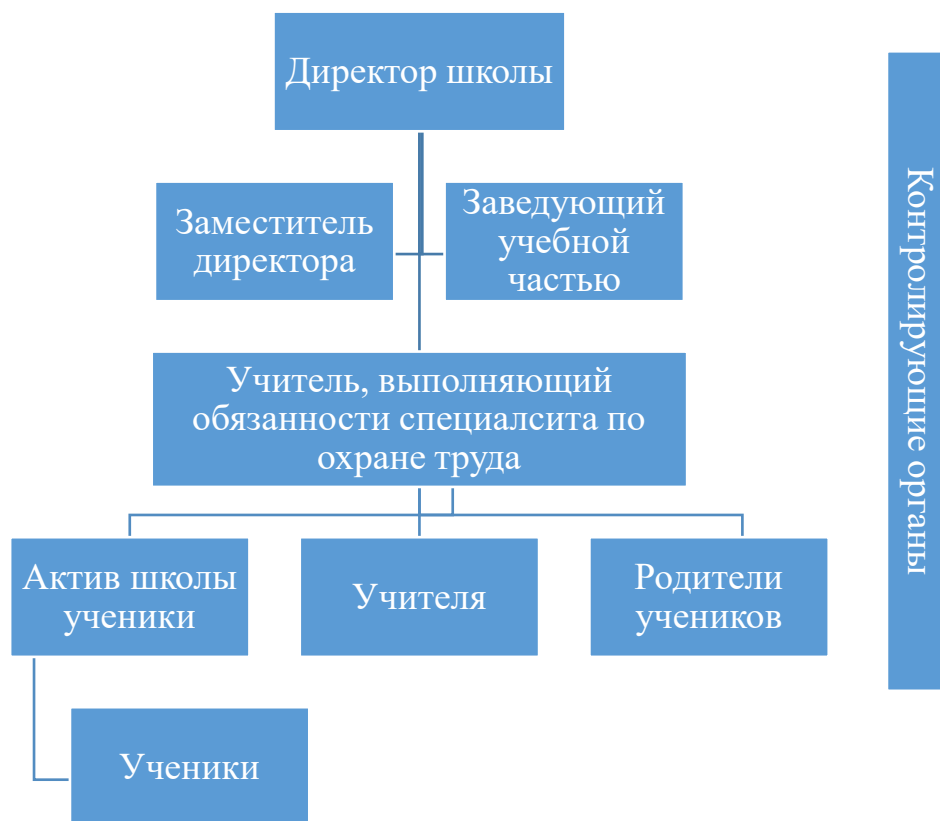 Директор школы
Заместитель
директора
Заведующий
учебной
частью
Учитель, выполняющий
обязанности специалсита по
охране труда
Актив школы
ученики
Учителя
Родители
учеников
Ученики
Контролирующие органы